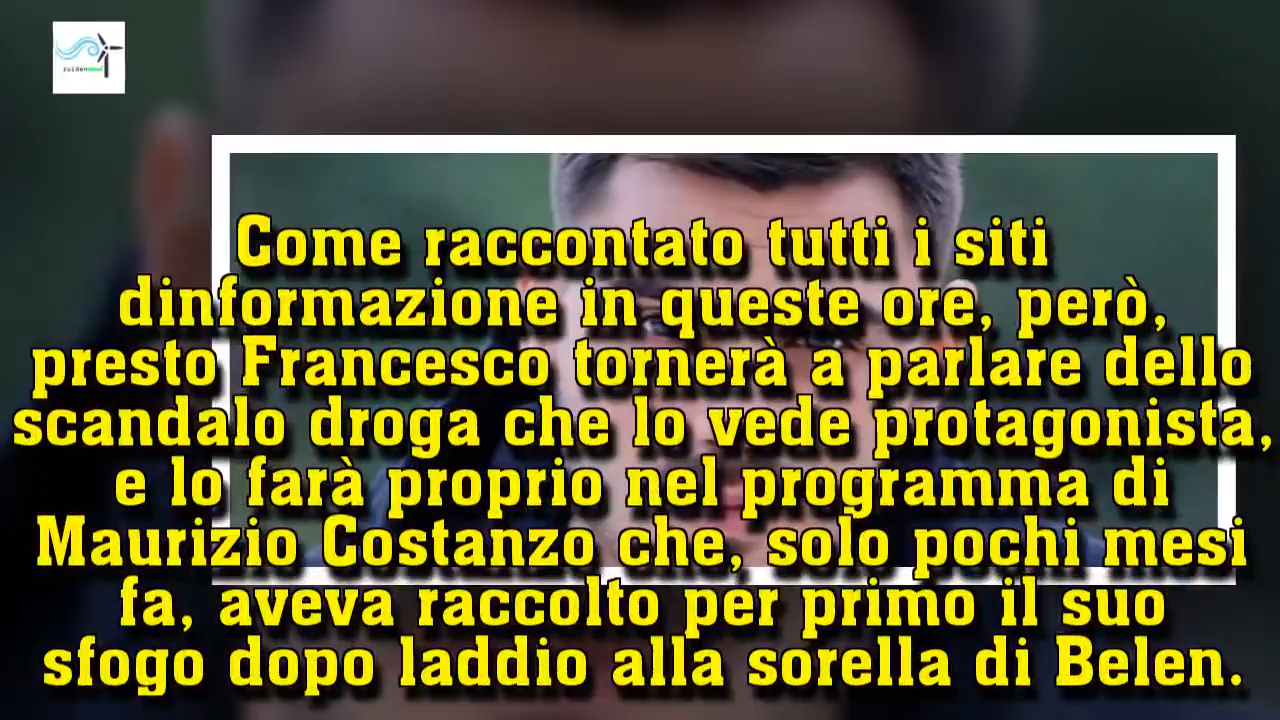 zuidenwind
Come raccontato tutti i siti
dinformazione in queste ore, però,
presto Francesco tornerà a parlare dello
scandalo droga che lo vede protagonista,
e lo farà proprio nel programma di
Maurizio Costanzo che, solo pochi mesi
fa, aveva raccolto per primo il suo
sfogo dopo laddio alla sorella di Belen.